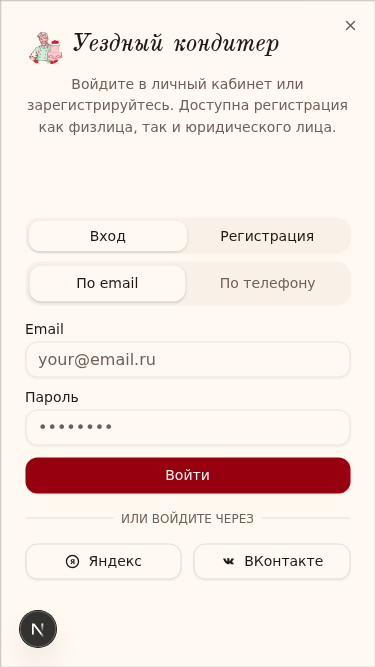 Уездный кондитер
Войдите в личный кабинет или
зарегистрируйтесь. Доступна регистрация
как физлица, так и юридического лица.
Вход
Регистрация
По email
По телефону
Email
your@email.ru
Пароль
••••••••
Войти
ИЛИ ВОЙДИТЕ ЧЕРЕЗ
Яндекс
ВКонтакте
N